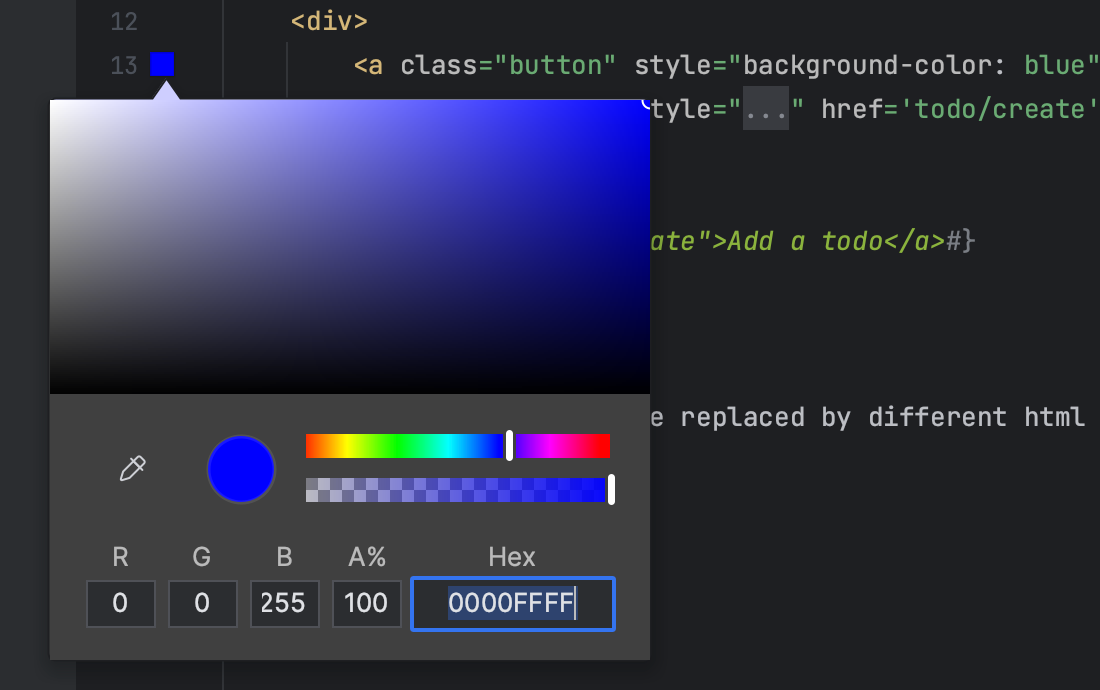 12 <div>
13 <a class="button" style="background-color: blue"
tyle="..." href='todo/create'
ate">Add a todo</a>#}
e replaced by different html
R G B A% Hex
0 0 255 100 0000FFFF